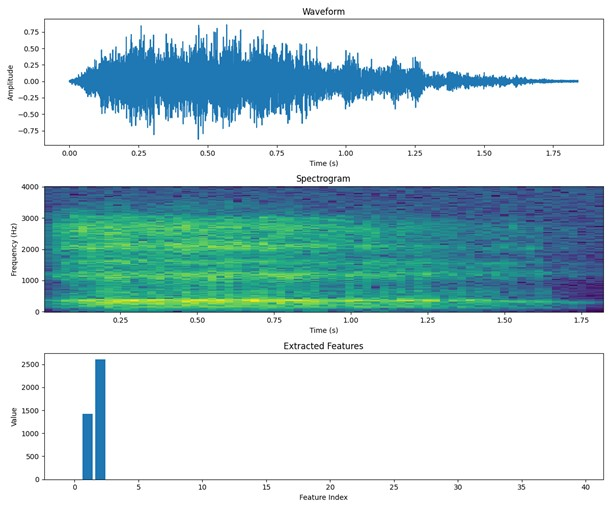 Waveform
0.75
0.50
0.25
0.00
−0.25
−0.50
−0.75
Amplitude
0.00 0.25 0.50 0.75 1.00 1.25 1.50 1.75
Time (s)
Spectrogram
4000
3000
2000
1000
0
Frequency (Hz)
0.25 0.50 0.75 1.00 1.25 1.50 1.75
Time (s)
Extracted Features
2500
2000
1500
1000
500
0
Value
0 5 10 15 20 25 30 35 40
Feature Index